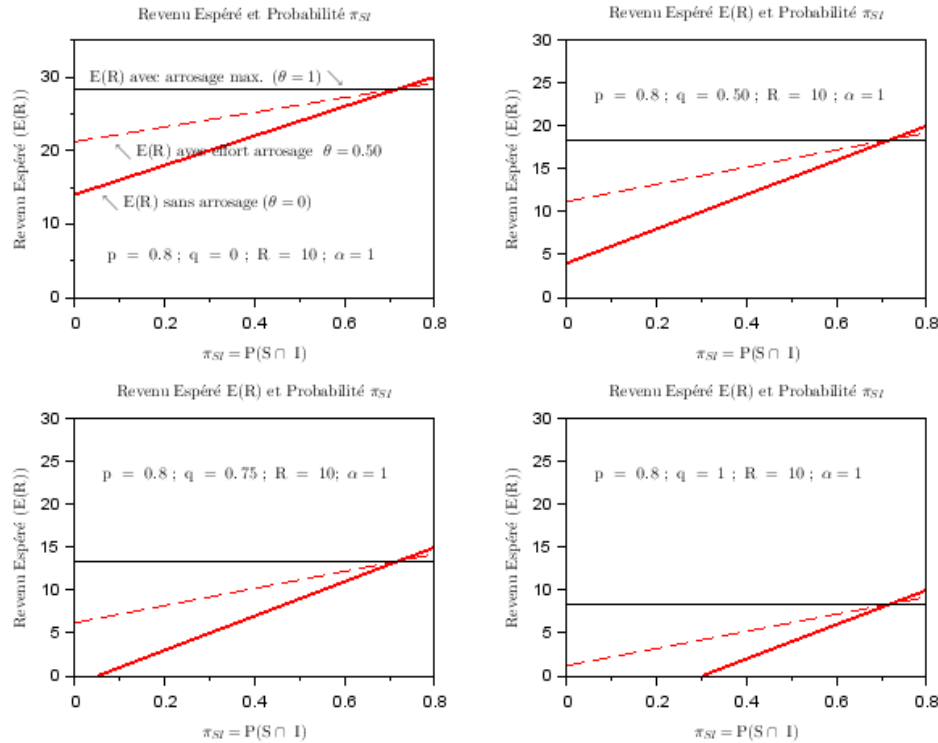 Revenu Espéré et Probabilité π_SI
Revenu Espéré (E(R))
30
20
10
0
E(R) avec arrosage max. (θ = 1) ↘
↖ E(R) avec effort arrosage θ = 0.50
↖ E(R) sans arrosage (θ = 0)
p = 0.8 ; q = 0 ; R = 10 ; α = 1
0 0.2 0.4 0.6 0.8
π_SI = P(S ∩ I)
Revenu Espéré E(R) et Probabilité π_SI
Revenu Espéré (E(R))
30
25
20
15
10
5
0
p = 0.8 ; q = 0.50 ; R = 10 ; α = 1
0 0.2 0.4 0.6 0.8
π_SI = P(S ∩ I)
Revenu Espéré E(R) et Probabilité π_SI
Revenu Espéré (E(R))
30
25
20
15
10
5
0
p = 0.8 ; q = 0.75 ; R = 10; α = 1
0 0.2 0.4 0.6 0.8
π_SI = P(S ∩ I)
Revenu Espéré E(R) et Probabilité π_SI
Revenu Espéré (E(R))
30
25
20
15
10
5
0
p = 0.8 ; q = 1 ; R = 10 ; α = 1
0 0.2 0.4 0.6 0.8
π_SI = P(S ∩ I)